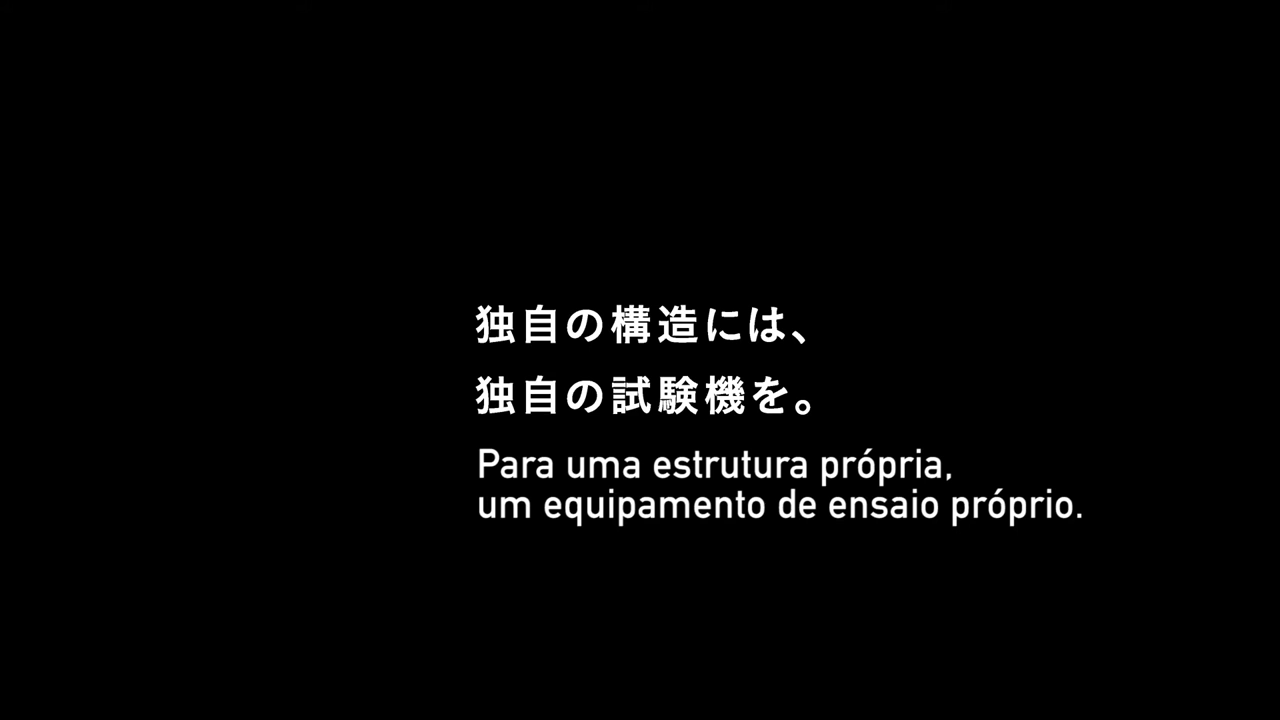 独自の構造には、
独自の試験機を。
Para uma estrutura própria,
um equipamento de ensaio próprio.